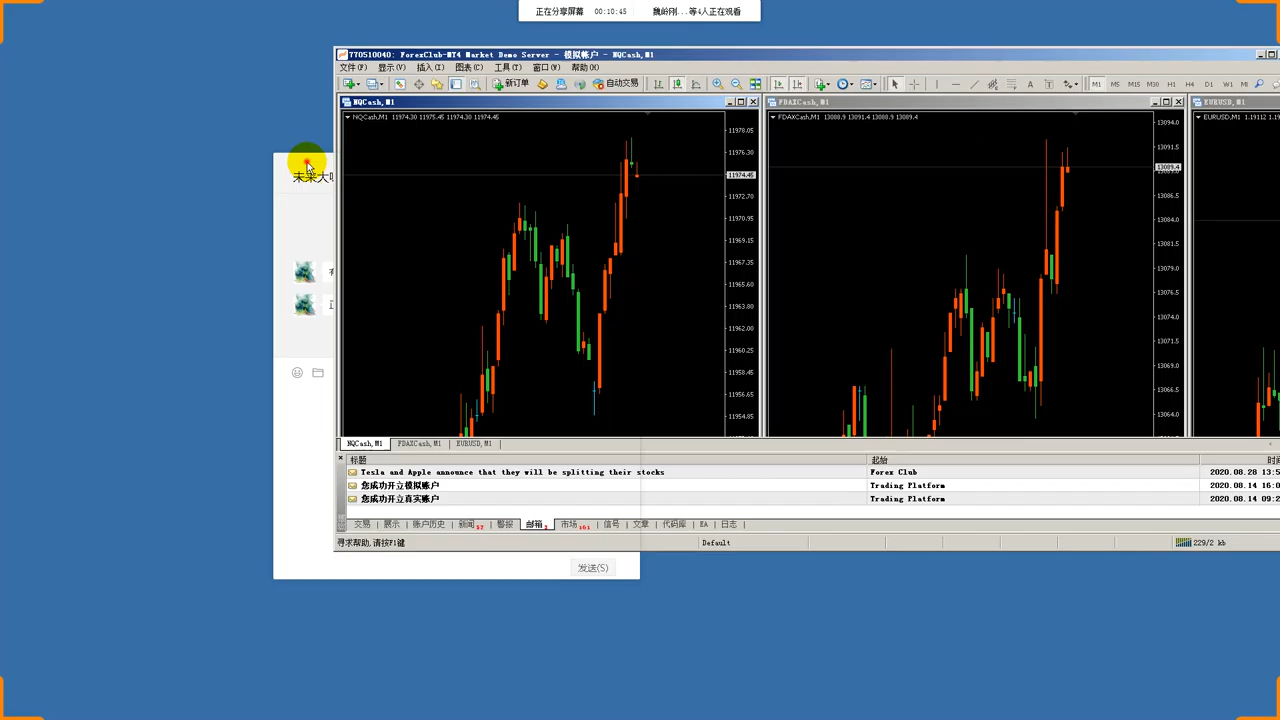 正在分享屏幕 00:10:45 魏岭刚...等4人正在观看
770510040: ForexClub-MT4 Market Demo Server - 模拟帐户 - NQCash,M1
文件(F) 显示(V) 插入(I) 图表(C) 工具(T) 窗口(W) 帮助(H)
新订单 自动交易 M1 M5 M15 M30 H1 H4 D1 W1
NQCash,M1
NQCash,M1 11974.30 11975.45 11974.30 11974.45
11978.05
11976.30
11974.45
11972.70
11970.95
11969.15
11967.35
11965.60
11963.80
11962.00
11960.25
11958.45
11956.65
11954.85
FDAXCash,M1
FDAXCash,M1 13088.9 13091.4 13088.9 13089.4
13094.0
13091.5
13089.4
13084.0
13081.5
13079.0
13076.5
13074.0
13071.5
13069.0
13066.5
13064.0
EURUSD,M1
EURUSD,M1 1.19112
未来大
NQCash,M1 FDAXCash,M1 EURUSD,M1
标题 起始 时间
Tesla and Apple announce that they will be splitting their stocks Forex Club 2020.08.28 13:5
您成功开立模拟账户 Trading Platform 2020.08.14 16:0
您成功开立真实账户 Trading Platform 2020.08.14 09:2
交易 展示 账户历史 新闻 57 警报 邮箱 2 市场 161 信号 文章 代码库 EA 日志
寻求帮助,请按F1键 Default 229/2 kb
发送(S)